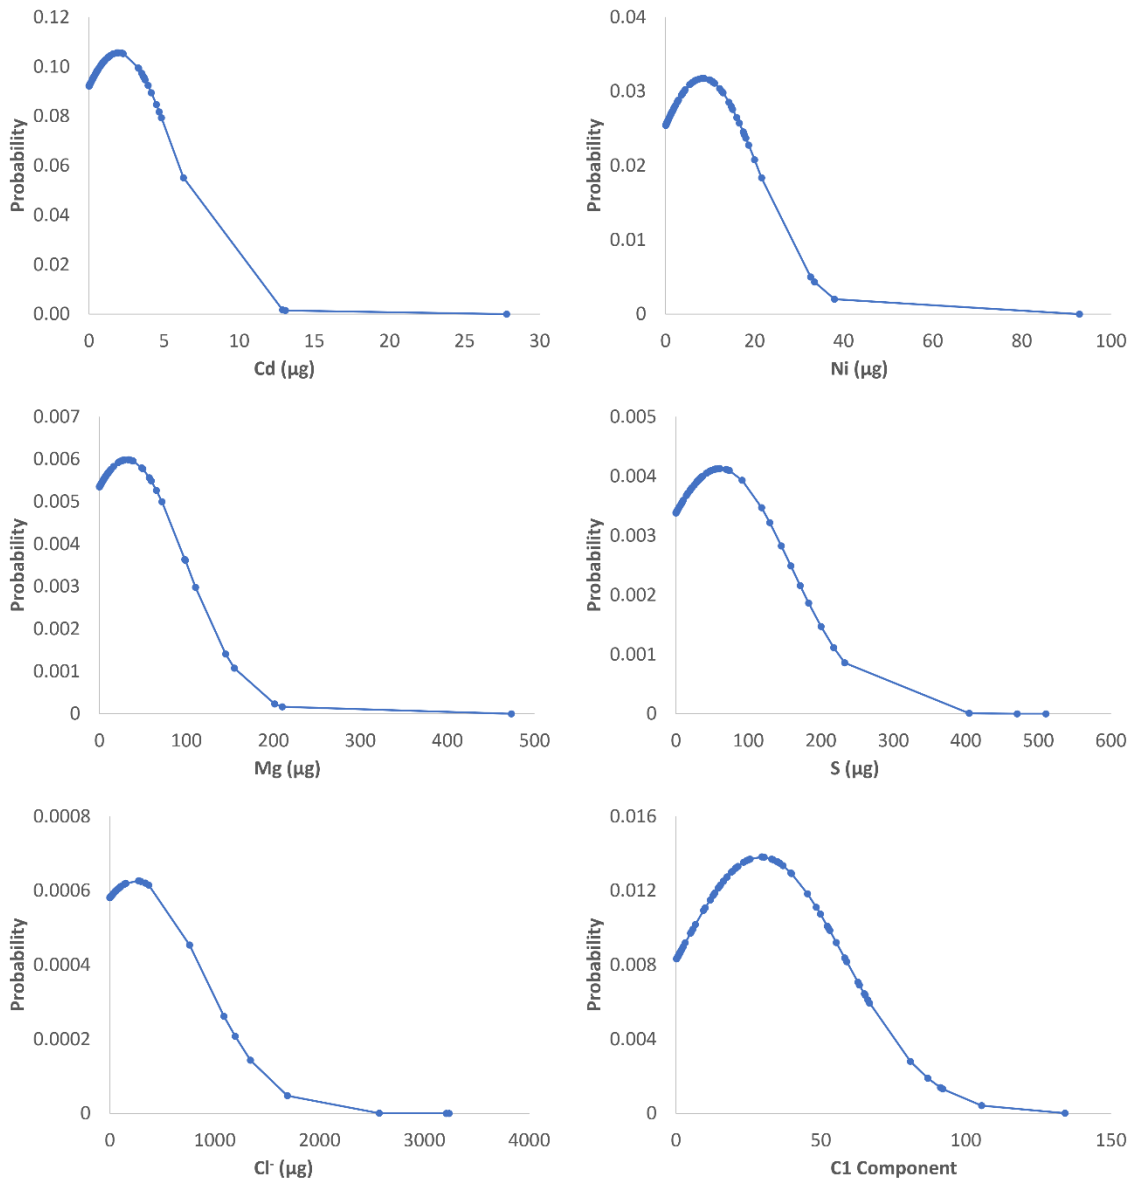 0.12
0.10
0.08
0.06
0.04
0.02
0.00
Probability
0 5 10 15 20 25 30
Cd (µg)
0.04
0.03
0.02
0.01
0
Probability
0 20 40 60 80 100
Ni (µg)
0.007
0.006
0.005
0.004
0.003
0.002
0.001
0
Probability
0 100 200 300 400 500
Mg (µg)
0.005
0.004
0.003
0.002
0.001
0
Probability
0 100 200 300 400 500 600
S (µg)
0.0008
0.0006
0.0004
0.0002
0
Probability
0 1000 2000 3000 4000
Cl⁻ (µg)
0.016
0.012
0.008
0.004
0
Probability
0 50 100 150
C1 Component